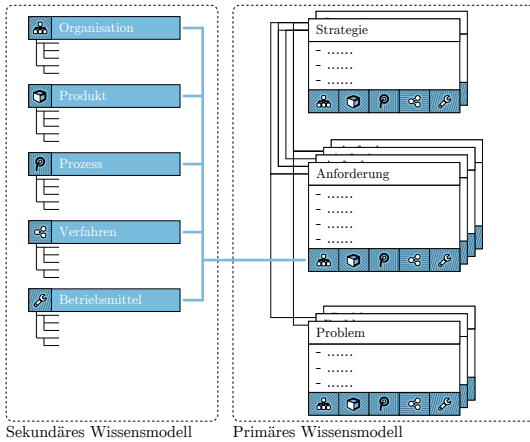 Organisation
Produkt
Prozess
Verfahren
Betriebsmittel
Sekundäres Wissensmodell
Strategie
- ......
- ......
- ......
Anforderung
- ......
- ......
- ......
- ......
Problem
- ......
- ......
- ......
Primäres Wissensmodell